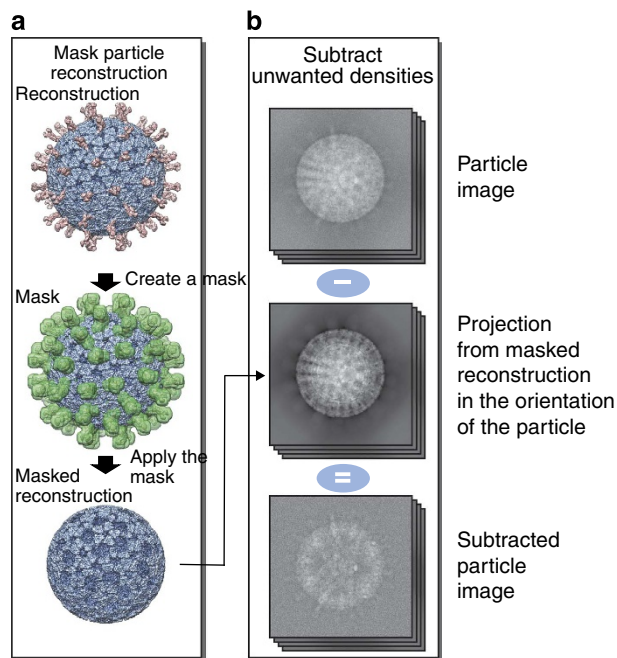 a
Mask particle
reconstruction
Reconstruction
Create a mask
Mask
Apply the
mask
Masked
reconstruction
b
Subtract
unwanted densities
Particle
image
−
Projection
from masked
reconstruction
in the orientation
of the particle
=
Subtracted
particle
image